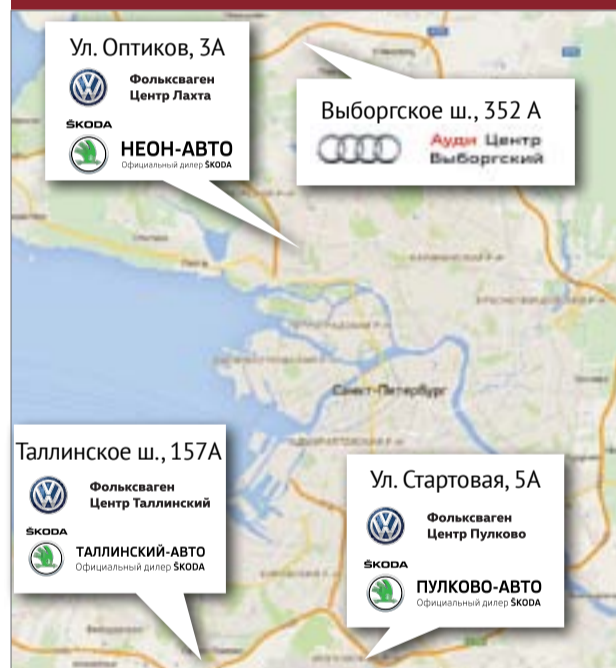 Ул. Оптиков, 3А
Фольксваген
Центр Лахта
ŠKODA
НЕОН-АВТО
Официальный дилер ŠKODA
Выборгское ш., 352 А
Ауди Центр
Выборгский
Санкт-Петербург
Таллинское ш., 157А
Фольксваген
Центр Таллинский
ŠKODA
ТАЛЛИНСКИЙ-АВТО
Официальный дилер ŠKODA
Ул. Стартовая, 5А
Фольксваген
Центр Пулково
ŠKODA
ПУЛКОВО-АВТО
Официальный дилер ŠKODA